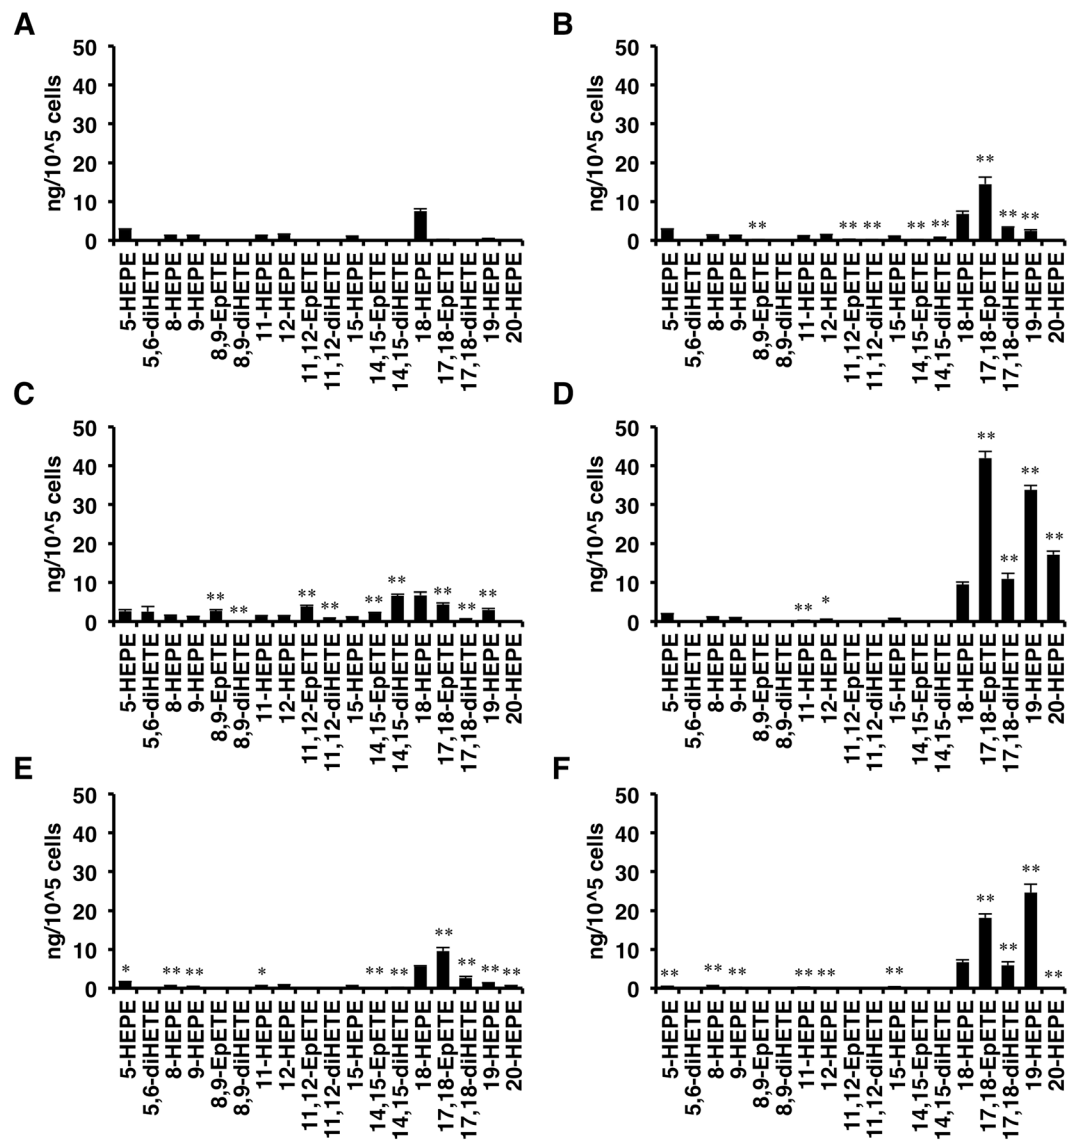 A
ng/10^5 cells
50
40
30
20
10
0
5-HEPE
5,6-diHETE
8-HEPE
9-HEPE
8,9-EpETE
8,9-diHETE
11-HEPE
12-HEPE
11,12-EpETE
11,12-diHETE
15-HEPE
14,15-EpETE
14,15-diHETE
18-HEPE
17,18-EpETE
17,18-diHETE
19-HEPE
20-HEPE
B
ng/10^5 cells
50
40
30
20
10
0
** ** ** ** ** ** ** **
5-HEPE
5,6-diHETE
8-HEPE
9-HEPE
8,9-EpETE
8,9-diHETE
11-HEPE
12-HEPE
11,12-EpETE
11,12-diHETE
15-HEPE
14,15-EpETE
14,15-diHETE
18-HEPE
17,18-EpETE
17,18-diHETE
19-HEPE
20-HEPE
C
ng/10^5 cells
50
40
30
20
10
0
** ** ** ** ** ** ** ** **
5-HEPE
5,6-diHETE
8-HEPE
9-HEPE
8,9-EpETE
8,9-diHETE
11-HEPE
12-HEPE
11,12-EpETE
11,12-diHETE
15-HEPE
14,15-EpETE
14,15-diHETE
18-HEPE
17,18-EpETE
17,18-diHETE
19-HEPE
20-HEPE
D
ng/10^5 cells
50
40
30
20
10
0
** * ** ** ** **
5-HEPE
5,6-diHETE
8-HEPE
9-HEPE
8,9-EpETE
8,9-diHETE
11-HEPE
12-HEPE
11,12-EpETE
11,12-diHETE
15-HEPE
14,15-EpETE
14,15-diHETE
18-HEPE
17,18-EpETE
17,18-diHETE
19-HEPE
20-HEPE
E
ng/10^5 cells
50
40
30
20
10
0
* ** ** * ** ** ** ** ** **
5-HEPE
5,6-diHETE
8-HEPE
9-HEPE
8,9-EpETE
8,9-diHETE
11-HEPE
12-HEPE
11,12-EpETE
11,12-diHETE
15-HEPE
14,15-EpETE
14,15-diHETE
18-HEPE
17,18-EpETE
17,18-diHETE
19-HEPE
20-HEPE
F
ng/10^5 cells
50
40
30
20
10
0
** ** ** ** ** ** ** ** ** **
5-HEPE
5,6-diHETE
8-HEPE
9-HEPE
8,9-EpETE
8,9-diHETE
11-HEPE
12-HEPE
11,12-EpETE
11,12-diHETE
15-HEPE
14,15-EpETE
14,15-diHETE
18-HEPE
17,18-EpETE
17,18-diHETE
19-HEPE
20-HEPE